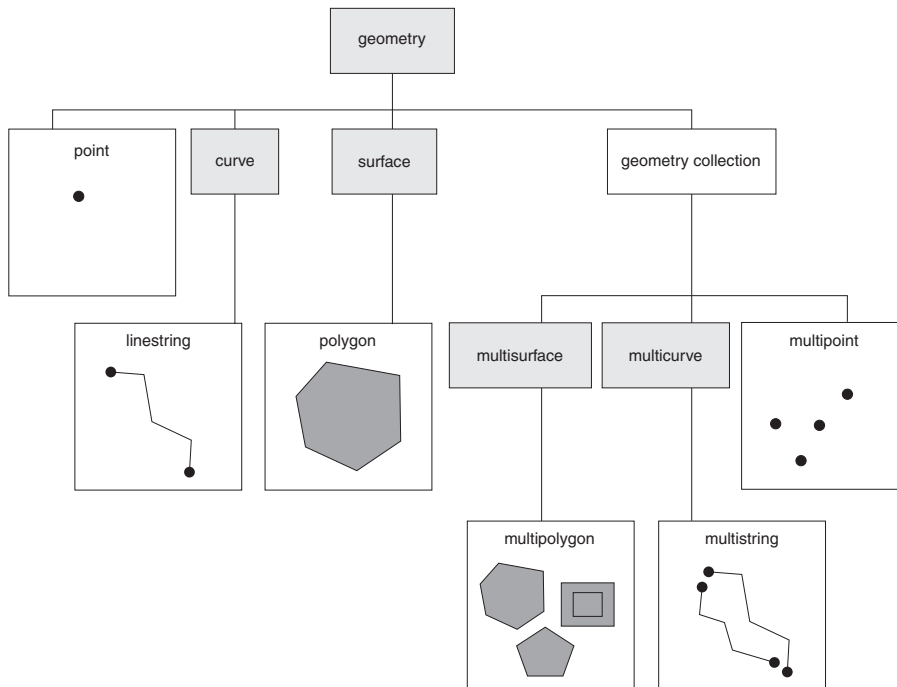 geometry
point
curve
surface
geometry collection
linestring
polygon
multisurface
multicurve
multipoint
multipolygon
multistring